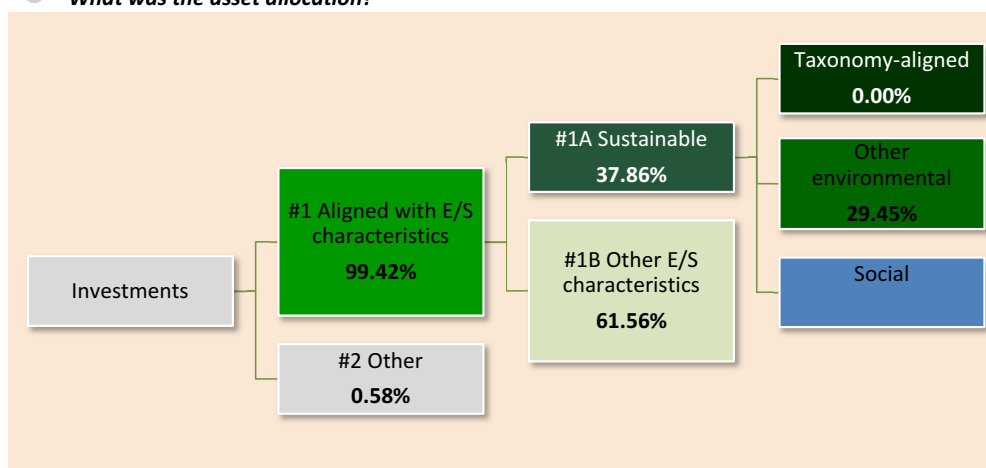 What was the asset allocation?
Taxonomy-aligned
0.00%
#1A Sustainable
37.86%
Other
environmental
29.45%
#1 Aligned with E/S
characteristics
99.42%
#1B Other E/S
characteristics
61.56%
Social
Investments
#2 Other
0.58%